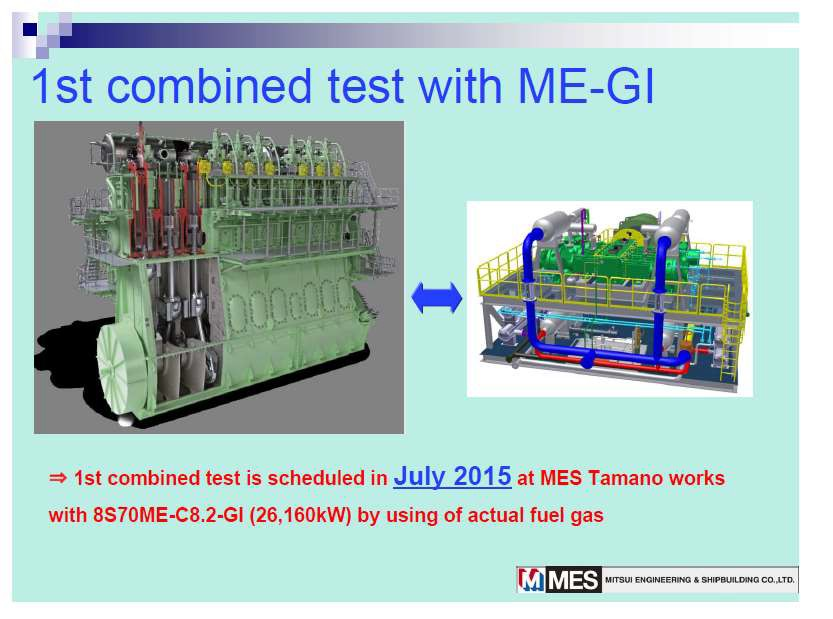 1st combined test with ME-GI
⇒ 1st combined test is scheduled in July 2015 at MES Tamano works
with 8S70ME-C8.2-GI (26,160kW) by using of actual fuel gas
MES MITSUI ENGINEERING & SHIPBUILDING CO.,LTD.